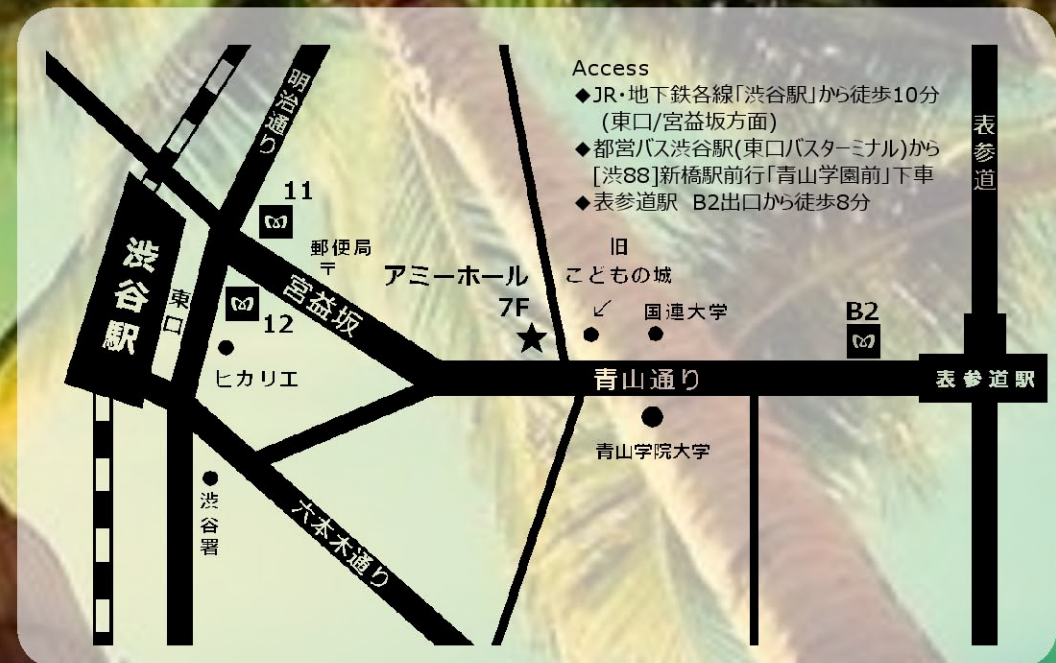 Access
◆JR・地下鉄各線「渋谷駅」から徒歩10分
(東口/宮益坂方面)
◆都営バス渋谷駅(東口バスターミナル)から
[渋88]新橋駅前行「青山学園前」下車
◆表参道駅 B2出口から徒歩8分
明治通り
表参道
11
郵便局
〒
渋谷駅
東口
宮益坂
12
ヒカリエ
アミーホール
7F
★
旧
こどもの城
↙
国連大学
B2
青山通り
表参道駅
青山学院大学
渋谷署
六本木通り